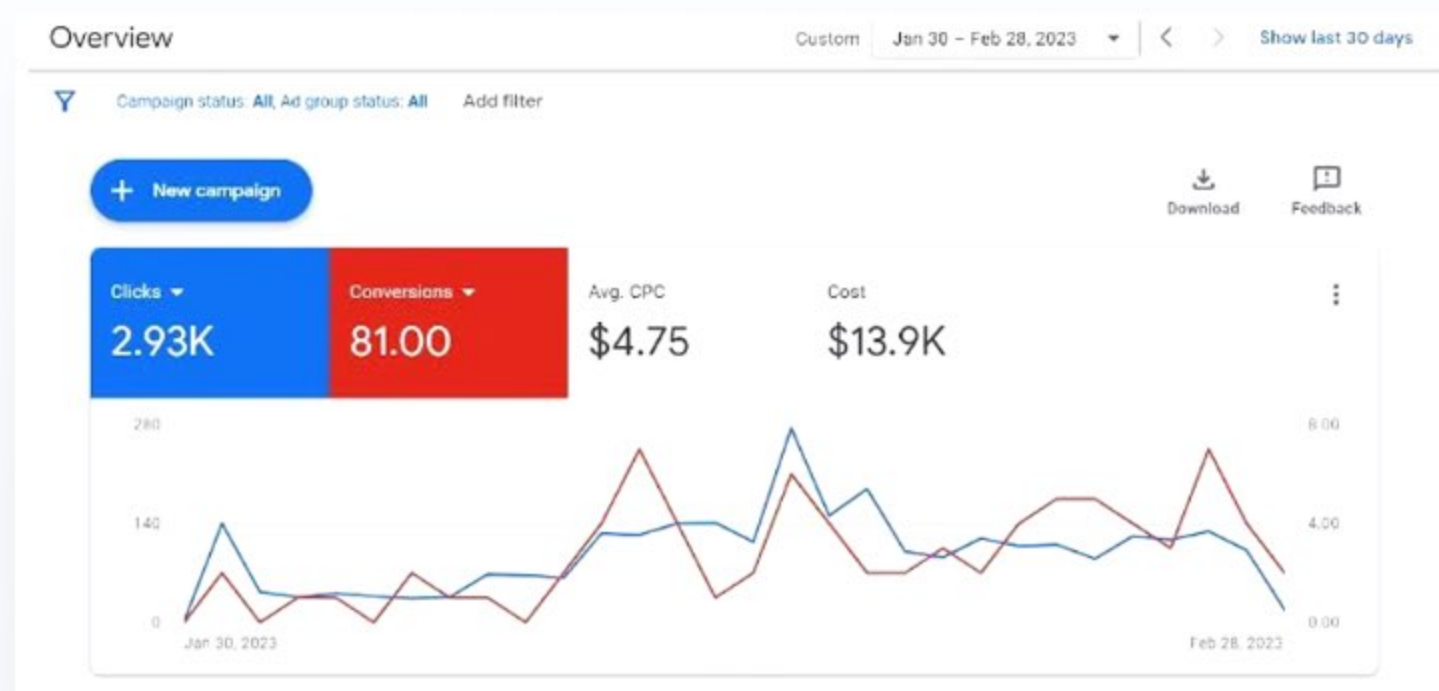 Overview
Custom Jan 30 – Feb 28, 2023 Show last 30 days
Campaign status: All, Ad group status: All Add filter
+ New campaign
Download Feedback
Clicks Conversions Avg. CPC Cost
2.93K 81.00 $4.75 $13.9K
280 8.00
140 4.00
0 0.00
Jan 30, 2023 Feb 28, 2023